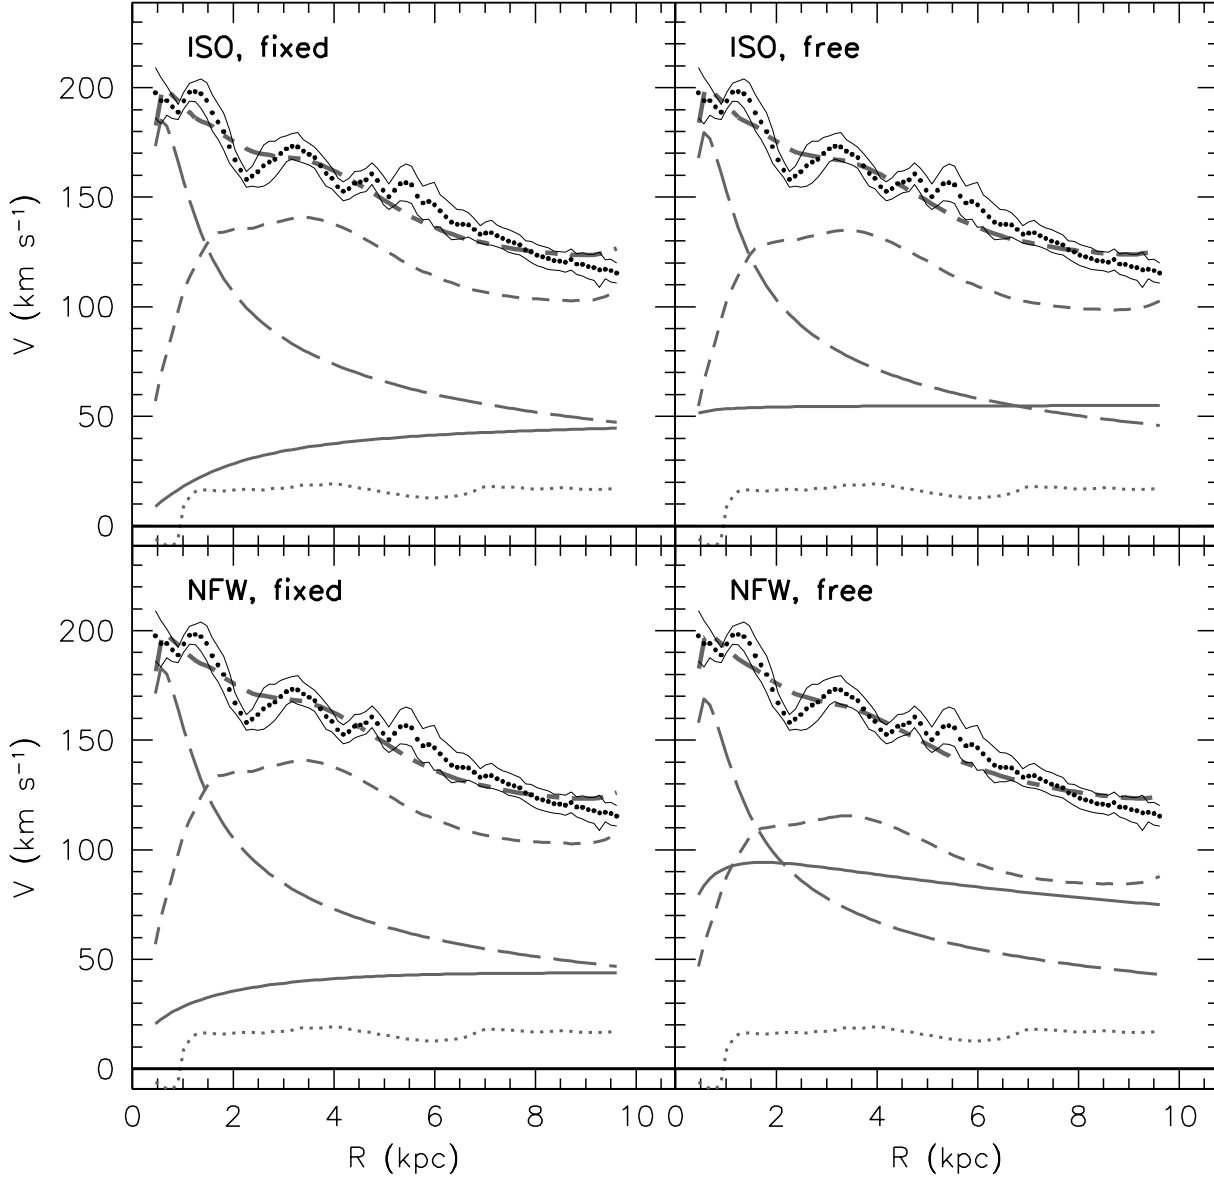 ISO, fixed
ISO, free
200
150
100
50
0
V (km s⁻¹)
NFW, fixed
NFW, free
200
150
100
50
0
V (km s⁻¹)
0 2 4 6 8 10 0 2 4 6 8 10
R (kpc) R (kpc)